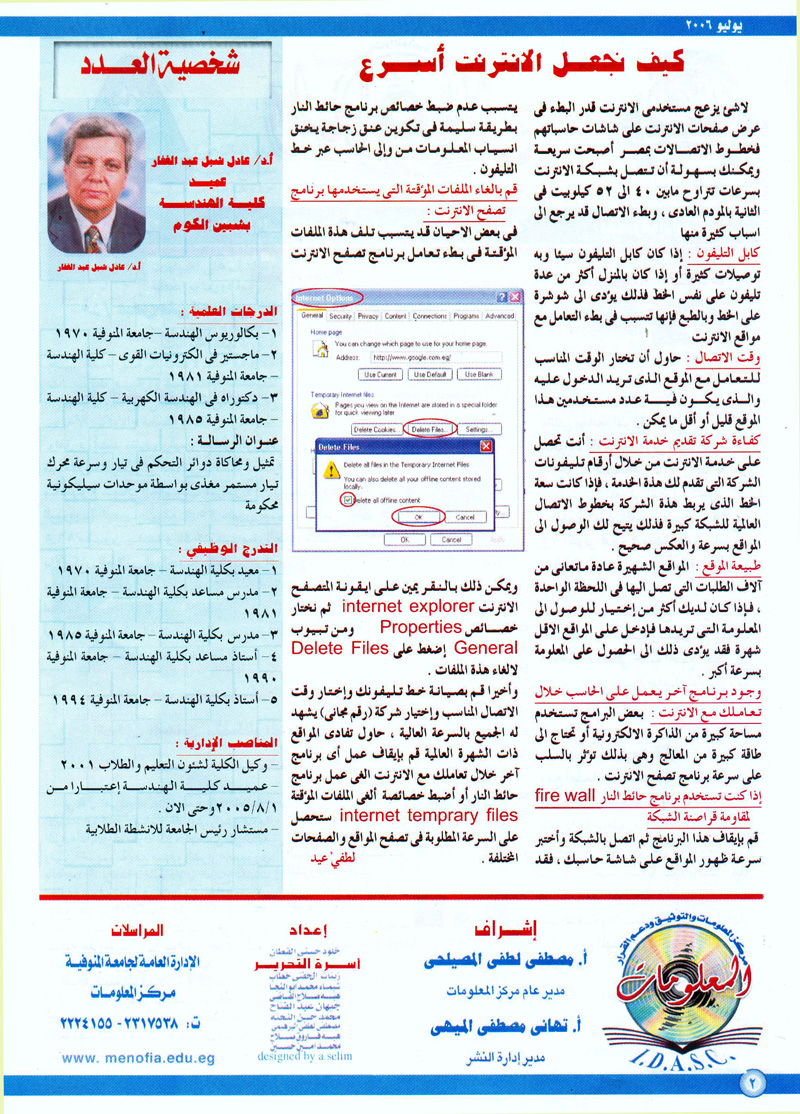 يوليو ٢٠٠٦
كيف نجعل الانترنت أسرع
لاشئ يزعج مستخدمى الانترنت قدر البطء فى
عرض صفحات الانترنت على شاشات حاسباتهم
فخطوط الاتصالات بمصر أصبحت سريعة
ويمكنك بسهولة أن تتصل بشبكة الانترنت
بسرعات تتراوح مابين ٤٠ الى ٥٢ كيلوبيت فى
الثانية بالمودم العادى ، وبطء الاتصال قد يرجع الى
اسباب كثيرة منها
كابل التليفون : إذا كان كابل التليفون سيئا وبه
توصيلات كثيرة أو إذا كان بالمنزل أكثر من عدة
تليفون على نفس الخط فذلك يؤدى الى شوشرة
على الخط وبالطبع فإنها تتسبب فى بطء التعامل مع
مواقع الانترنت
وقت الاتصال : حاول أن تختار الوقت المناسب
للتعامل مع الموقع الذى تريد الدخول عليه
والذى يكون فيه عدد مستخدمين هذا
الموقع قليل أو أقل ما يمكن .
كفاءة شركة تقديم خدمة الانترنت : أنت تحصل
على خدمة الانترنت من خلال أرقام تليفونات
الشركة التى تقدم لك هذة الخدمة ، فإذا كانت سعة
الخط الذى يربط هذة الشركة بخطوط الاتصال
العالمية للشبكة كبيرة فذلك يتيح لك الوصول الى
المواقع بسرعة والعكس صحيح .
طبيعة الموقع : المواقع الشهيرة عادة ماتعانى من
آلاف الطلبات التى تصل اليها فى اللحظة الواحدة
، فإذا كان لديك أكثر من إختيار للوصول الى
المعلومة التى تريدها فإدخل على المواقع الاقل
شهرة فقد يؤدى ذلك الى الحصول على المعلومة
بسرعة أكبر .
وجود برنامج آخر يعمل على الحاسب خلال
تعاملك مع الانترنت : بعض البرامج تستخدم
مساحة كبيرة من الذاكرة الالكترونية أو تحتاج الى
طاقة كبيرة من المعالج وهى بذلك تؤثر بالسلب
على سرعة برنامج تصفح الانترنت .
إذا كنت تستخدم برنامج حائط النار fire wall
لمقاومة قراصنة الشبكة
قم بإيقاف هذا البرنامج ثم اتصل بالشبكة وأختبر
سرعة ظهور المواقع على شاشة حاسبك ، فقد
يتسبب عدم ضبط خصائص برنامج حائط النار
بطريقة سليمة فى تكوين عنق زجاجة يخنق
انسياب المعلومات من وإلى الحاسب عبر خط
التليفون .
قم بالغاء الملفات المؤقتة التى يستخدمها برنامج
تصفح الانترنت :
فى بعض الاحيان قد يتسبب تلف هذة الملفات
المؤقتة فى بطء تعامل برنامج تصفح الانترنت
Internet Options
General Security Privacy Content Connections Programs Advanced
Home page
You can change which page to use for your home page.
Address: http://www.google.com.eg/
Use Current Use Default Use Blank
Temporary Internet files
Pages you view on the Internet are stored in a special folder
for quick viewing later.
Delete Cookies... Delete Files... Settings...
Delete Files
Delete all files in the Temporary Internet Files
You can also delete all your offline content stored
locally.
Delete all offline content
OK Cancel
OK Cancel Apply
ويمكن ذلك بالنقر يمين على ايقونة المتصفح
الانترنت internet explorer ثم نختار
خصائص Properties ومن تبويب
General إضغط على Delete Files
لالغاء هذة الملفات .
وأخيرا قم بصيانة خط تليفونك وإختار وقت
الاتصال المناسب وإختيار شركة (رقم مجانى) يشهد
له الجميع بالسرعة العالية ، حاول تفادى المواقع
ذات الشهرة العالمية قم بإيقاف عمل أى برنامج
آخر خلال تعاملك مع الانترنت الغى عمل برنامج
حائط النار أو أضبط خصائصة ألغى الملفات المؤقتة
internet temprary files ستحصل
على السرعة المطلوبة فى تصفح المواقع والصفحات
المختلفة .
لطفي عيد
شخصية العدد
أ.د/ عادل شبل عبد الغفار
عميد
كلية الهندسة
بشبين الكوم
أ.د/ عادل شبل عبد الغفار
الدرجات العلمية :
١- بكالوريوس الهندسة –جامعة المنوفية ١٩٧٠
٢- ماجستير فى الكترونيات القوى – كلية الهندسة
– جامعة المنوفية ١٩٨١
٣- دكتوراه فى الهندسة الكهربية – كلية الهندسة
– جامعة المنوفية ١٩٨٥
عنوان الرسالة :
تمثيل ومحاكاة دوائر التحكم فى تيار وسرعة محرك
تيار مستمر مغذى بواسطة موحدات سيليكونية
محكومة
التدرج الوظيفي :
١- معيد بكلية الهندسة – جامعة المنوفية ١٩٧٠
٢- مدرس مساعد بكلية الهندسة – جامعة المنوفية
١٩٨١
٣- مدرس بكلية الهندسة – جامعة المنوفية ١٩٨٥
٤- أستاذ مساعد بكلية الهندسة – جامعة المنوفية
١٩٩٠
٥- أستاذ بكلية الهندسة – جامعة المنوفية ١٩٩٤
المناصب الإدارية :
– وكيل الكلية لشئون التعليم والطلاب ٢٠٠١
– عميد كلية الهندسة إعتبارا من
٢٠٠٥/٨/١ وحتى الان .
– مستشار رئيس الجامعة للانشطة الطلابية
مركز المعلومات والتوثيق ودعم القرار
المعلومات
I.D.A.S.C.
إشراف
أ. مصطفى لطفى المصيلحى
مدير عام مركز المعلومات
أ. تهانى مصطفى الميهى
مدير إدارة النشر
إعداد
خلود حسنى القطان
أسرة التحرير
designed by a.selim
المراسلات
الإدارة العامة لجامعة المنوفية
مركز المعلومات
ت: ٢٣١٧٥٣٨-٢٢٢٤١٥٥
www. menofia.edu.eg
٢